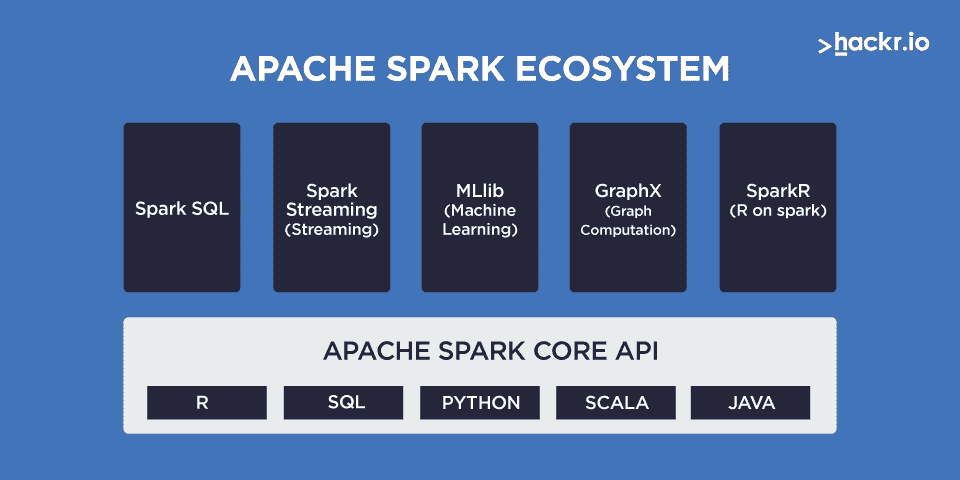 >hackr.io
APACHE SPARK ECOSYSTEM
Spark SQL
Spark
Streaming
(Streaming)
MLlib
(Machine
Learning)
GraphX
(Graph
Computation)
SparkR
(R on spark)
APACHE SPARK CORE API
R
SQL
PYTHON
SCALA
JAVA